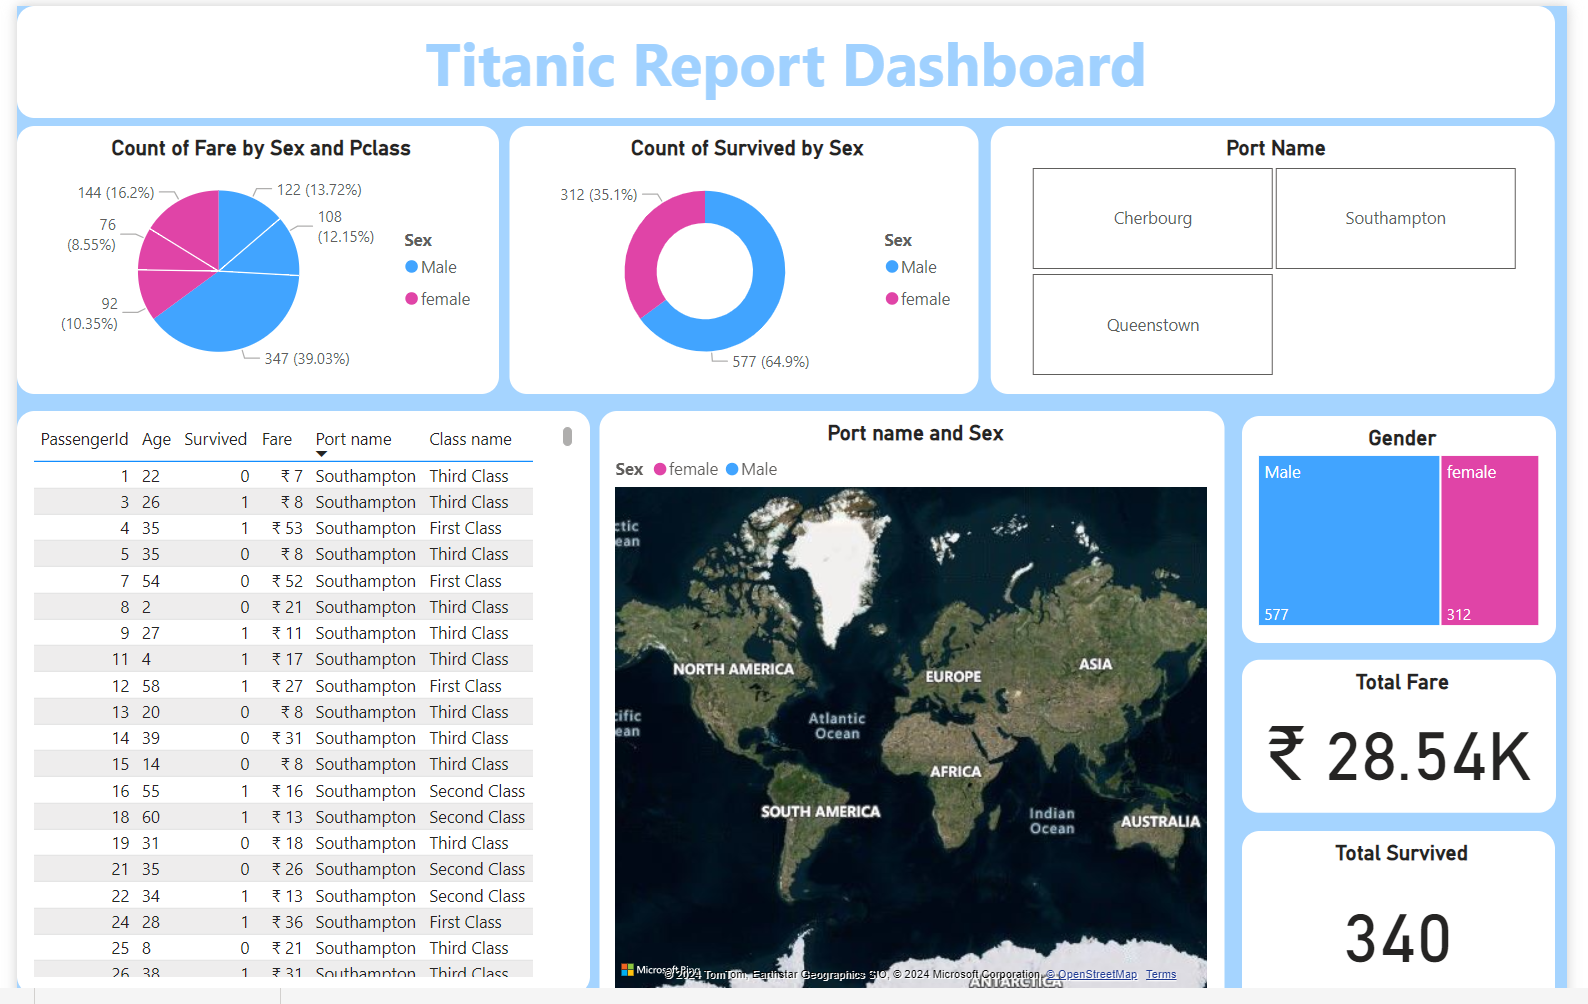 Titanic Report Dashboard
Count of Fare by Sex and Pclass
144 (16.2%)
122 (13.72%)
76
(8.55%)
108
(12.15%)
92
(10.35%)
347 (39.03%)
Sex
Male
female
Count of Survived by Sex
312 (35.1%)
577 (64.9%)
Sex
Male
female
Port Name
Cherbourg
Southampton
Queenstown
PassengerId Age Survived Fare Port name Class name
1 22 0 ₹ 7 Southampton Third Class
3 26 1 ₹ 8 Southampton Third Class
4 35 1 ₹ 53 Southampton First Class
5 35 0 ₹ 8 Southampton Third Class
7 54 0 ₹ 52 Southampton First Class
8 2 0 ₹ 21 Southampton Third Class
9 27 1 ₹ 11 Southampton Third Class
11 4 1 ₹ 17 Southampton Third Class
12 58 1 ₹ 27 Southampton First Class
13 20 0 ₹ 8 Southampton Third Class
14 39 0 ₹ 31 Southampton Third Class
15 14 0 ₹ 8 Southampton Third Class
16 55 1 ₹ 16 Southampton Second Class
18 60 1 ₹ 13 Southampton Second Class
19 31 0 ₹ 18 Southampton Third Class
21 35 0 ₹ 26 Southampton Second Class
22 34 1 ₹ 13 Southampton Second Class
24 28 1 ₹ 36 Southampton First Class
25 8 0 ₹ 21 Southampton Third Class
26 38 1 ₹ 31 Southampton Third Class
Port name and Sex
Sex female Male
ctic
ean
NORTH AMERICA
EUROPE
ASIA
ific
ean
Atlantic
Ocean
AFRICA
SOUTH AMERICA
Indian
Ocean
AUSTRALIA
ANTARCTICA
Microsoft Bing
© 2024 TomTom, Earthstar Geographics SIO, © 2024 Microsoft Corporation, © OpenStreetMap Terms
Gender
Male
female
577
312
Total Fare
₹ 28.54K
Total Survived
340